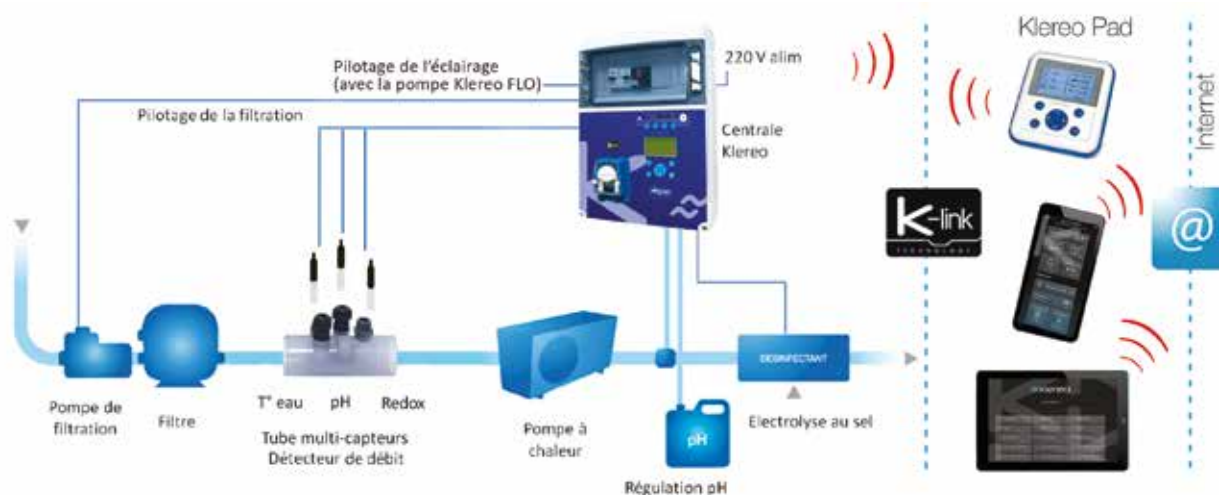 Pilotage de l'éclairage
(avec la pompe Klereo FLO)
220 V alim
Pilotage de la filtration
Centrale
Klereo
Klereo Pad
Internet
K-link
TECHNOLOGY
@
DESINFECTANT
Pompe de
filtration
Filtre
T° eau pH Redox
Tube multi-capteurs
Détecteur de débit
Pompe à
chaleur
pH
Régulation pH
Electrolyse au sel